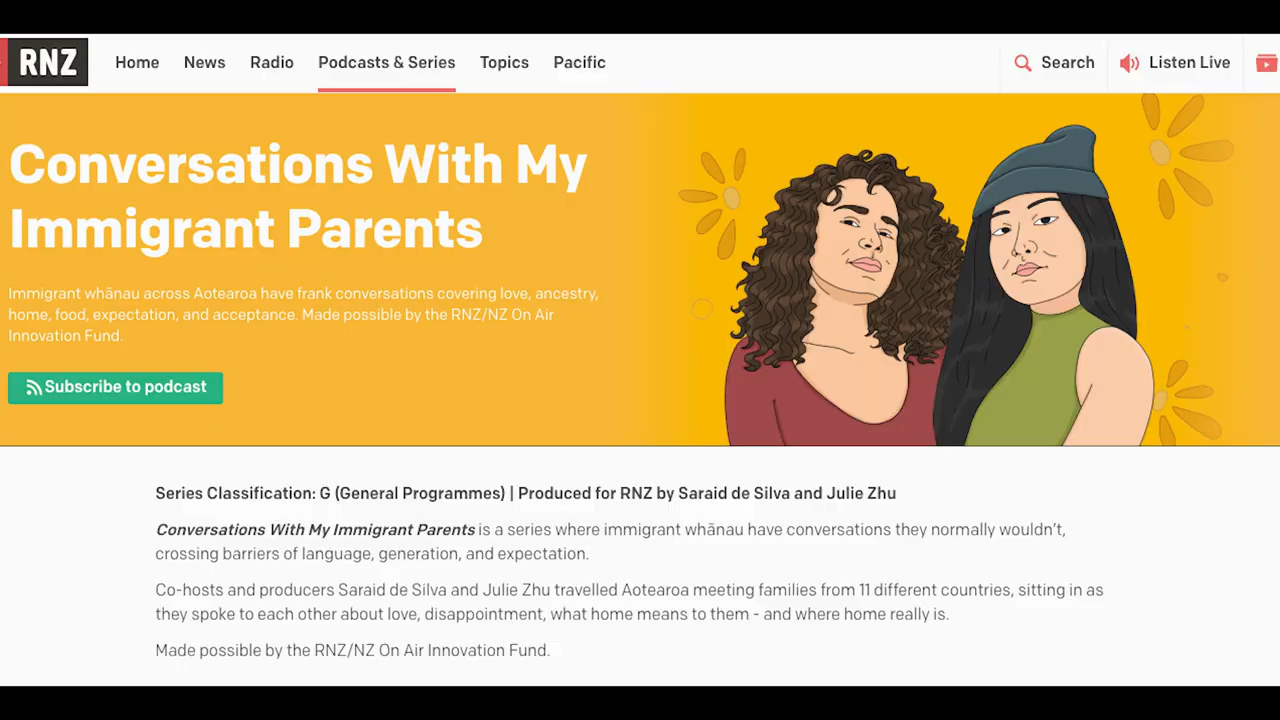 RNZ
Home
News
Radio
Podcasts & Series
Topics
Pacific
Search
Listen Live
Conversations With My
Immigrant Parents
Immigrant whānau across Aotearoa have frank conversations covering love, ancestry,
home, food, expectation, and acceptance. Made possible by the RNZ/NZ On Air
Innovation Fund.
Subscribe to podcast
Series Classification: G (General Programmes) | Produced for RNZ by Saraid de Silva and Julie Zhu
Conversations With My Immigrant Parents is a series where immigrant whānau have conversations they normally wouldn't,
crossing barriers of language, generation, and expectation.
Co-hosts and producers Saraid de Silva and Julie Zhu travelled Aotearoa meeting families from 11 different countries, sitting in as
they spoke to each other about love, disappointment, what home means to them - and where home really is.
Made possible by the RNZ/NZ On Air Innovation Fund.